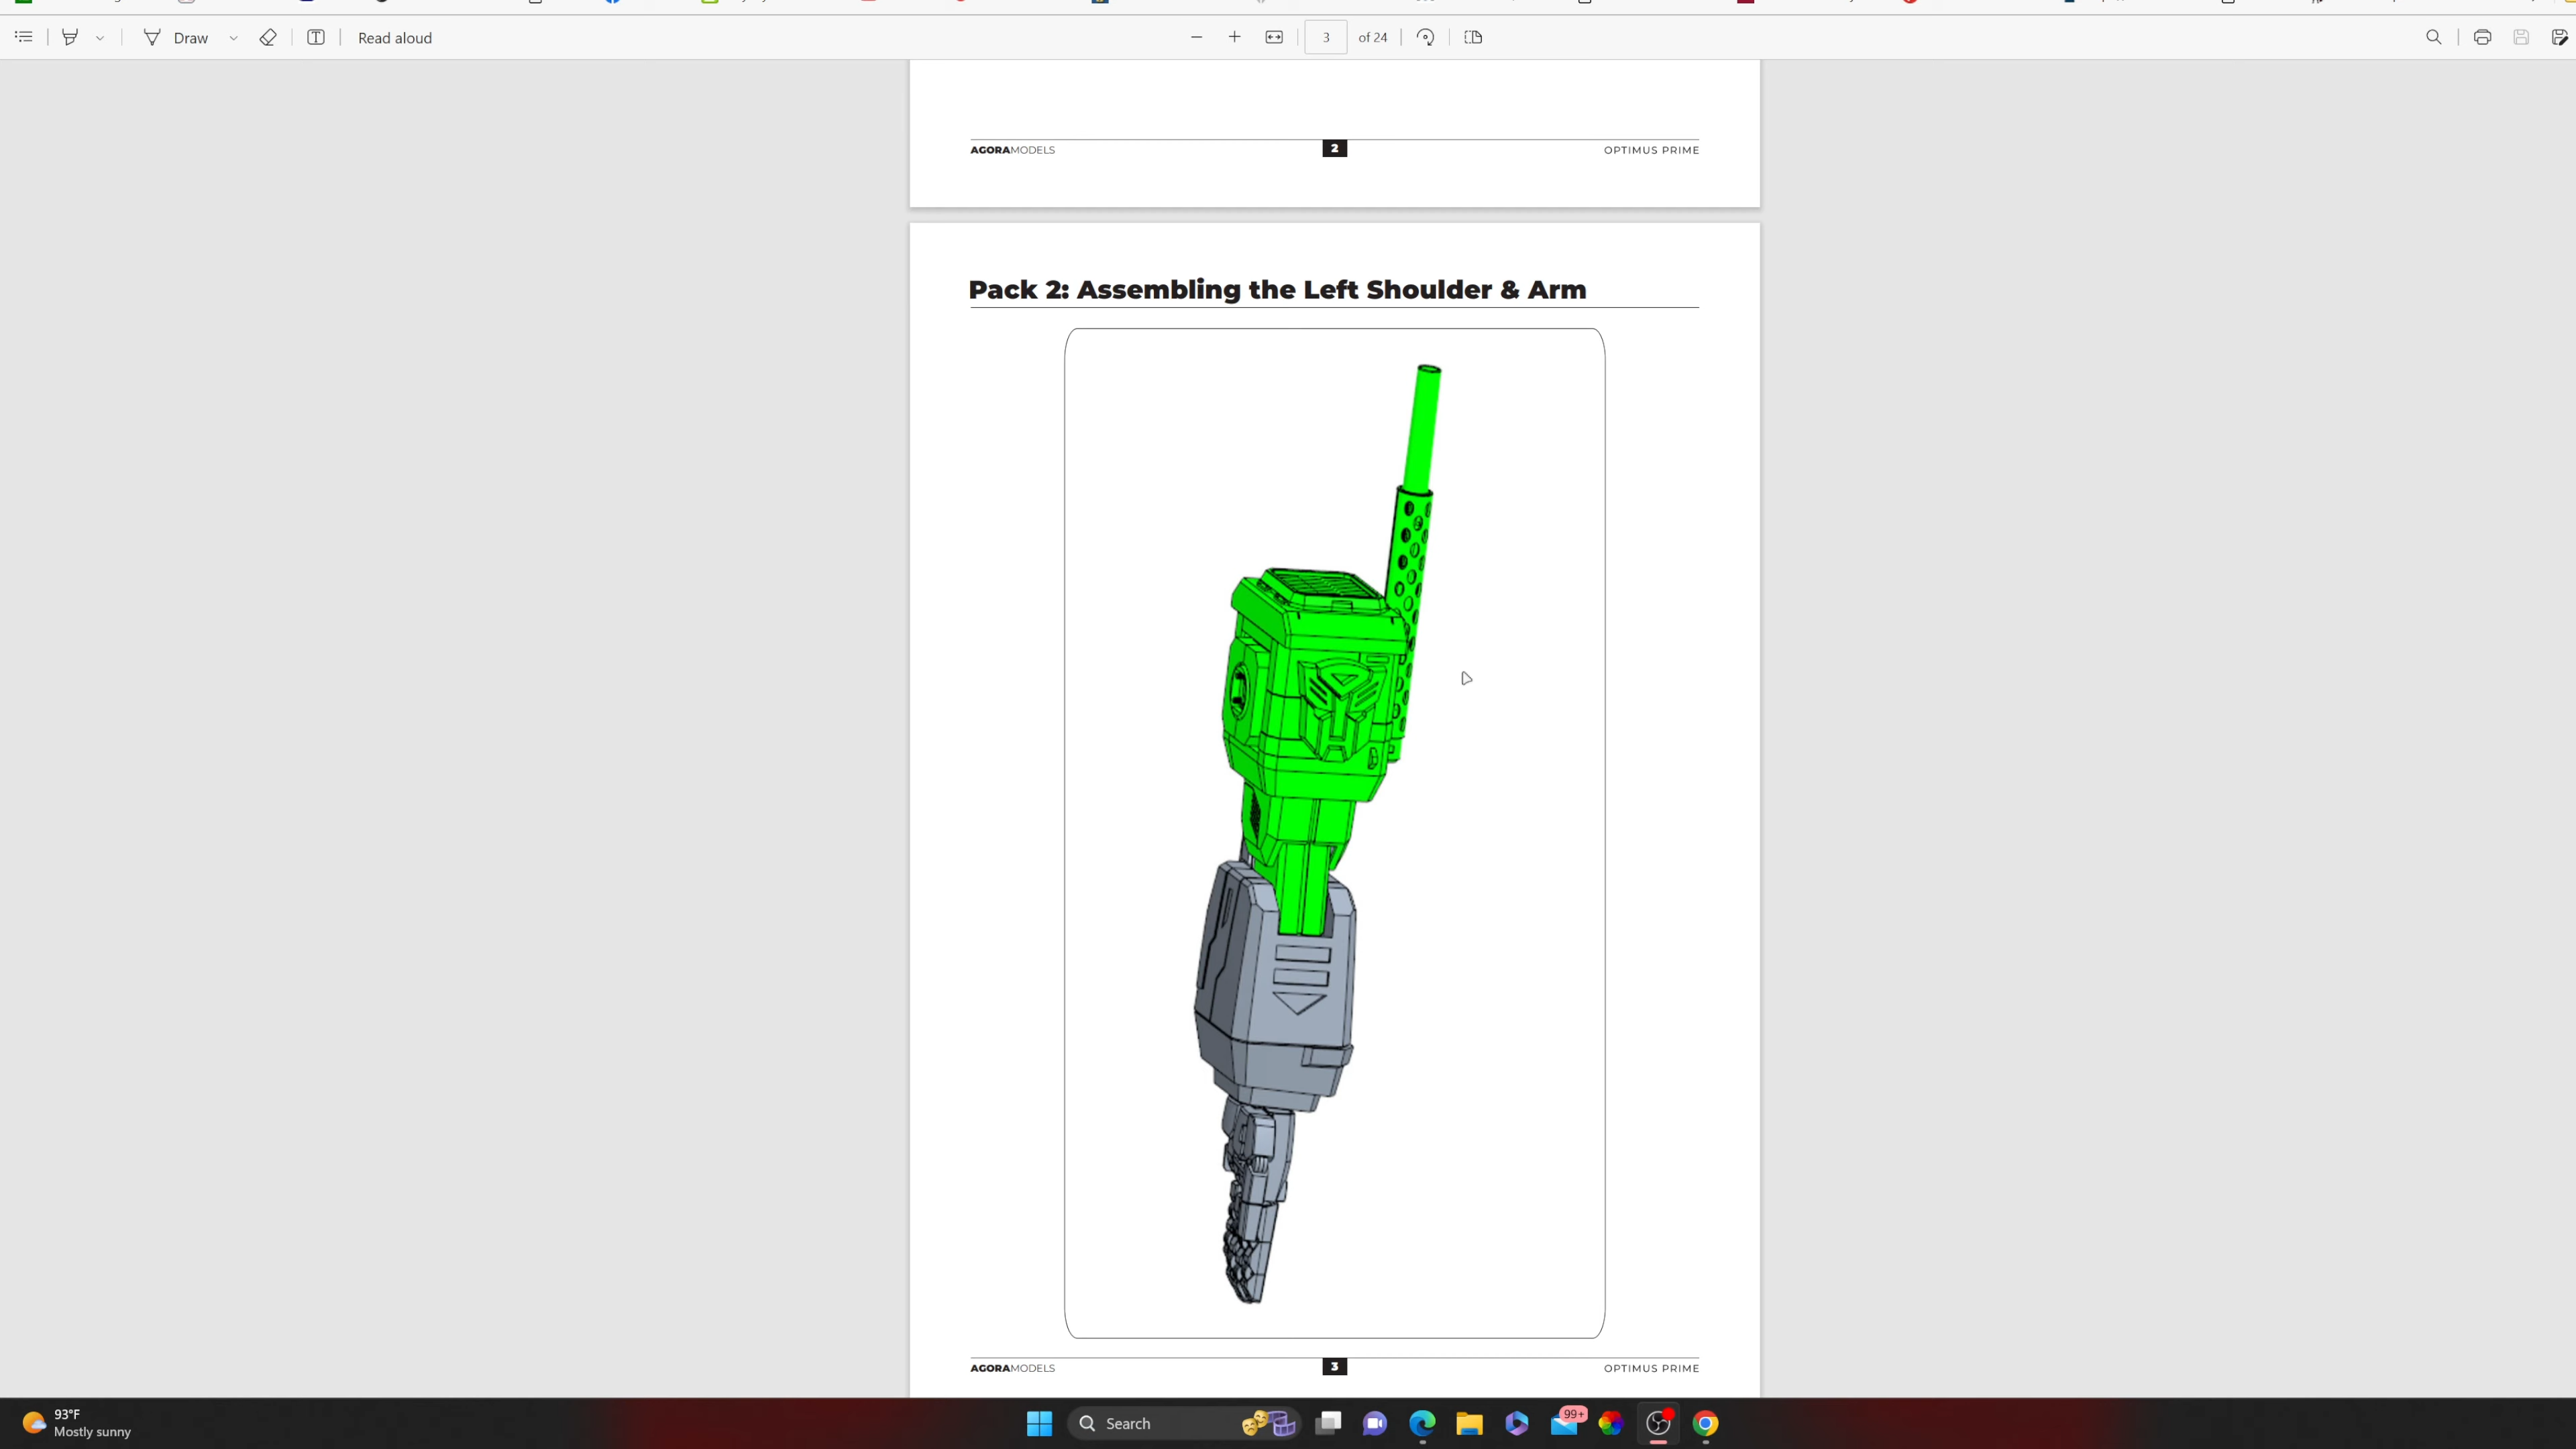 Draw
Read aloud
3 of 24
AGORAMODELS 2 OPTIMUS PRIME
Pack 2: Assembling the Left Shoulder & Arm
AGORAMODELS 3 OPTIMUS PRIME
93°F
Mostly sunny
Search
99+